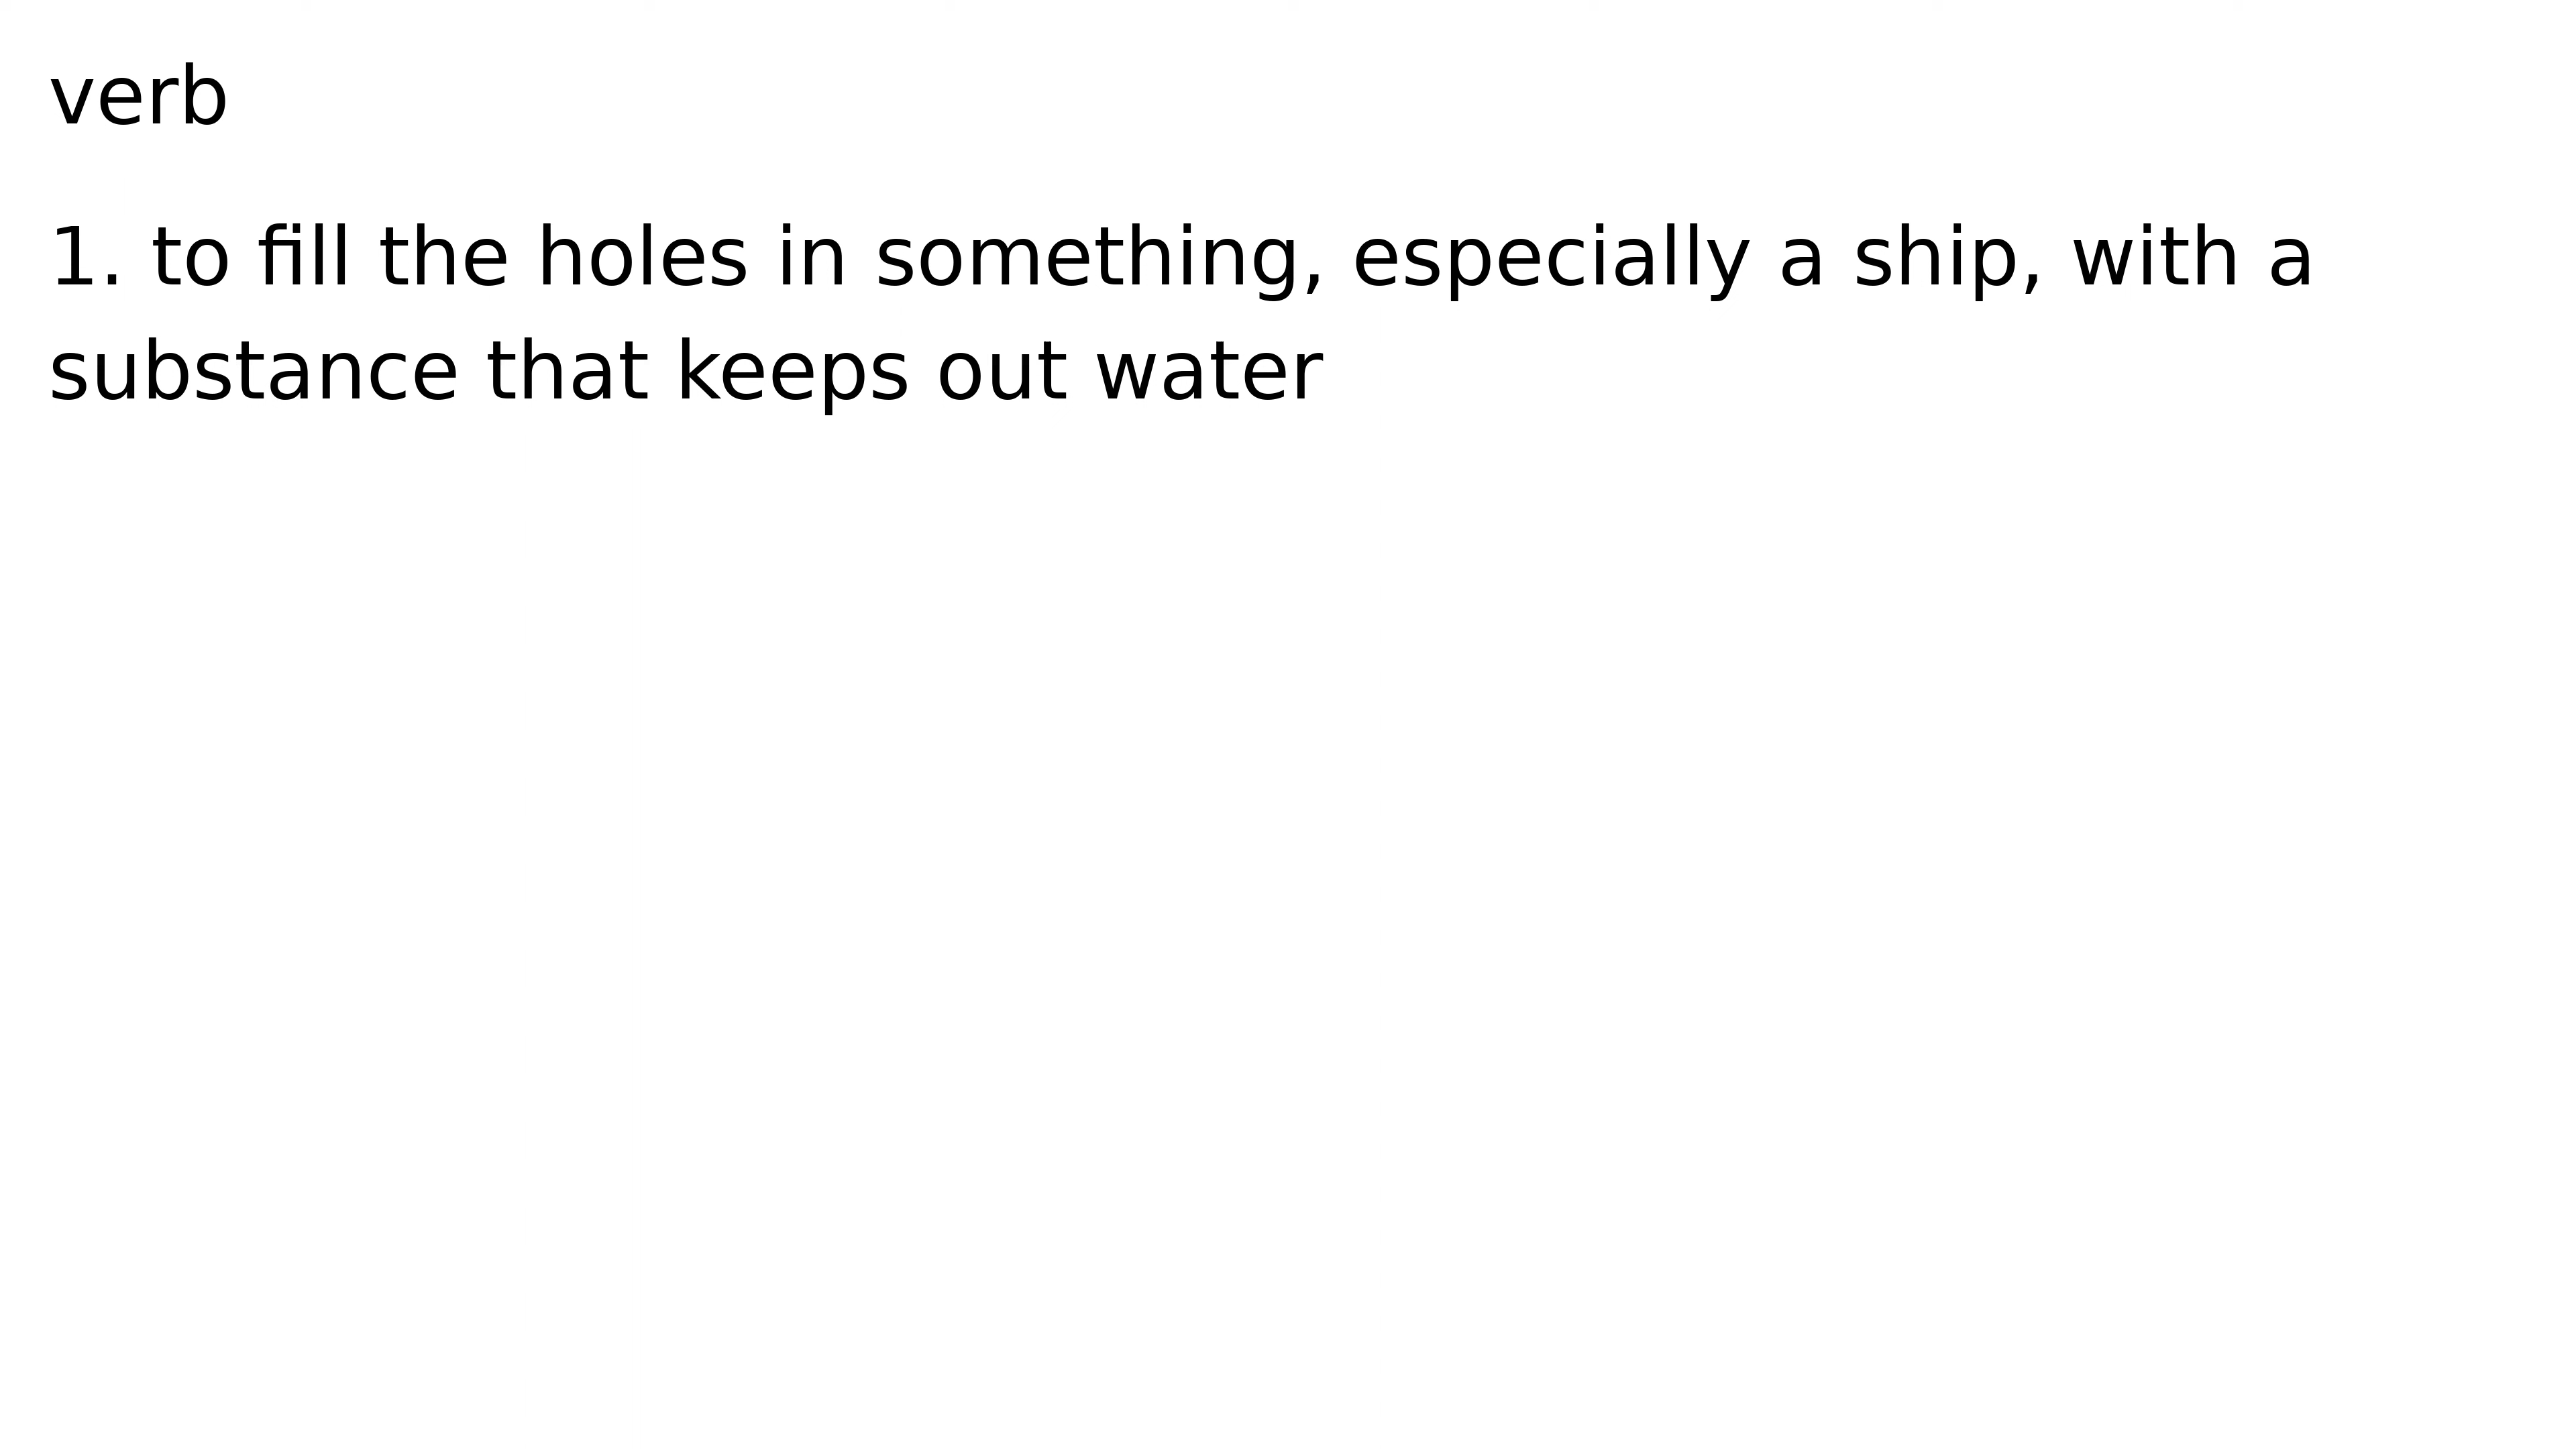 verb
1. to fill the holes in something, especially a ship, with a
substance that keeps out water